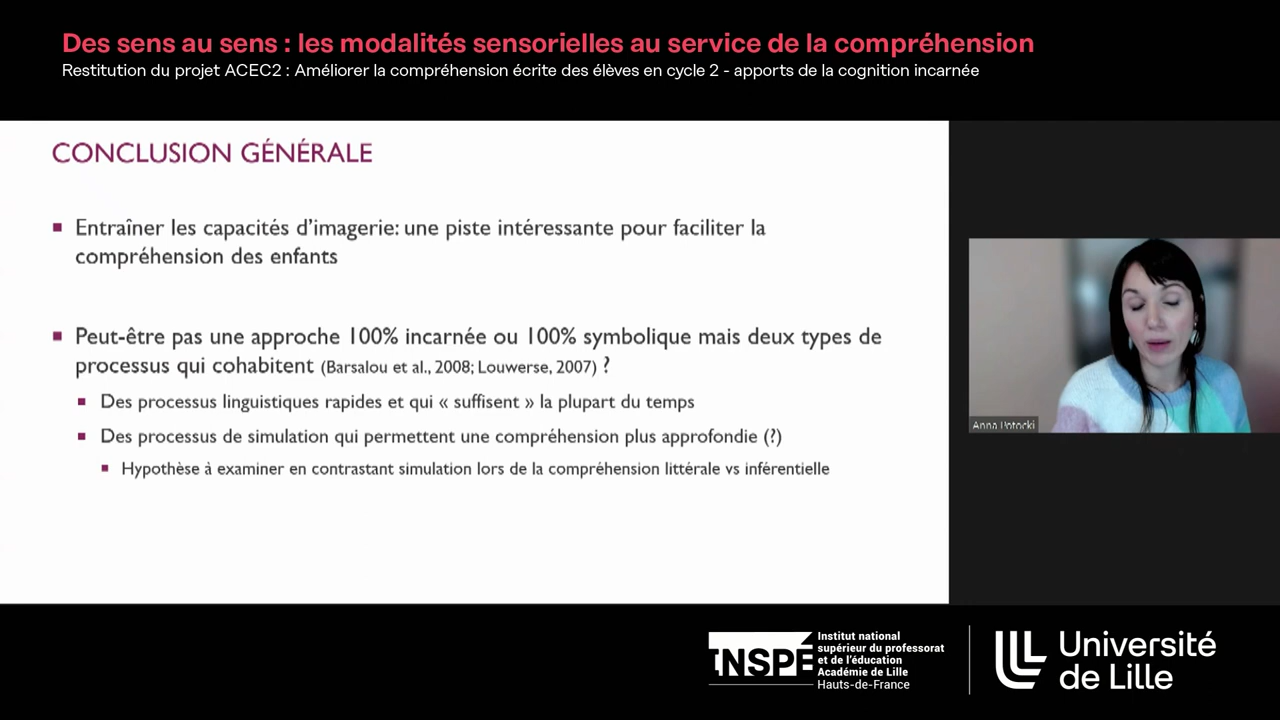 Des sens au sens : les modalités sensorielles au service de la compréhension
Restitution du projet ACEC2 : Améliorer la compréhension écrite des élèves en cycle 2 - apports de la cognition incarnée
CONCLUSION GÉNÉRALE
Entraîner les capacités d'imagerie: une piste intéressante pour faciliter la
compréhension des enfants
Peut-être pas une approche 100% incarnée ou 100% symbolique mais deux types de
processus qui cohabitent (Barsalou et al., 2008; Louwerse, 2007) ?
Des processus linguistiques rapides et qui « suffisent » la plupart du temps
Des processus de simulation qui permettent une compréhension plus approfondie (?)
Hypothèse à examiner en contrastant simulation lors de la compréhension littérale vs inférentielle
Anna Potocki
INSPÉ
Institut national
supérieur du professorat
et de l'éducation
Académie de Lille
Hauts-de-France
Université
de Lille